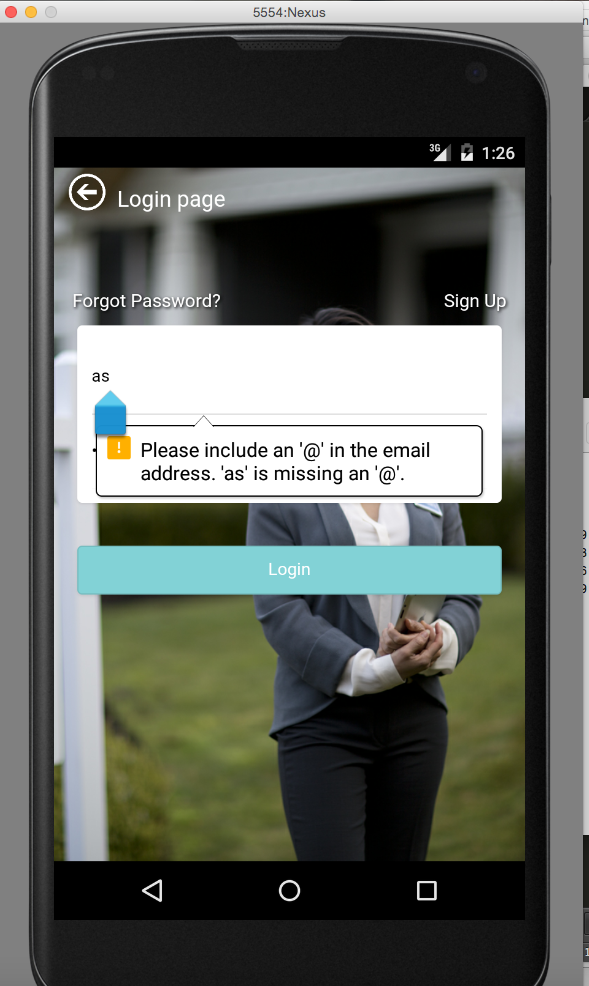 5554:Nexus
3G 1:26
Login page
Forgot Password? Sign Up
as
! Please include an '@' in the email
address. 'as' is missing an '@'.
Login